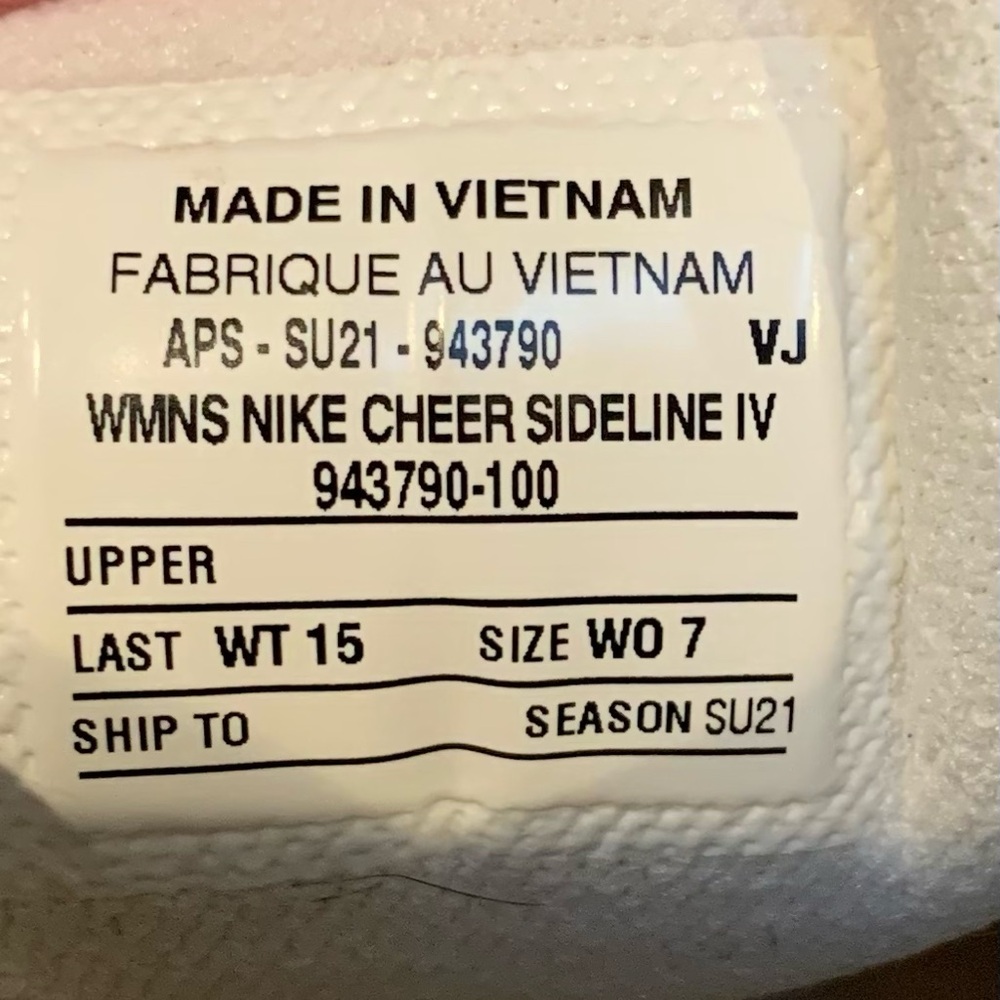 MADE IN VIETNAM
FABRIQUE AU VIETNAM
APS - SU21 - 943790 VJ
WMNS NIKE CHEER SIDELINE IV
943790-100
UPPER
LAST WT 15 SIZE WO 7
SHIP TO SEASON SU21